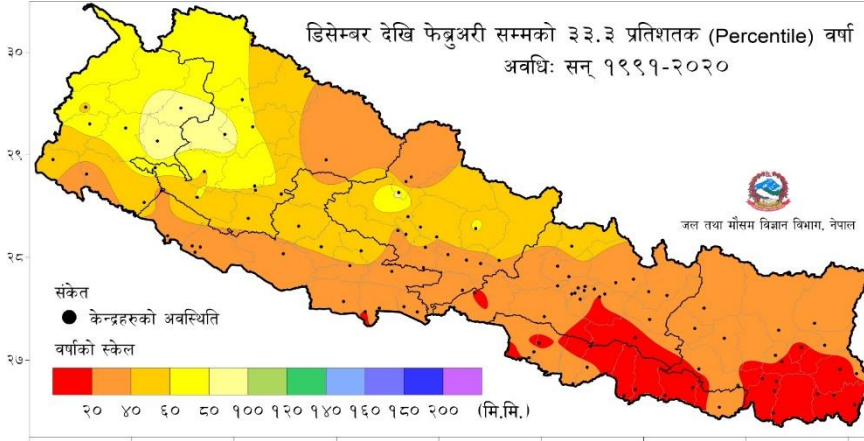 डिसेम्बर देखि फेब्रुअरी सम्मको ३३.३ प्रतिशतक (Percentile) वर्षा
अवधिः सन् १९९१-२०२०
३०
२९
२८
२७
जल तथा मौसम विज्ञान विभाग, नेपाल
संकेत
केन्द्रहरुको अवस्थिति
वर्षाको स्केल
२० ४० ६० ८० १०० १२० १४० १६० १८० २०० (मि.मि.)